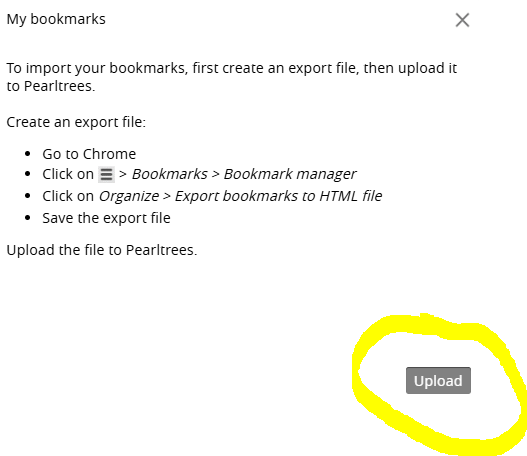 My bookmarks
To import your bookmarks, first create an export file, then upload it
to Pearltrees.
Create an export file:
• Go to Chrome
• Click on ☰ > Bookmarks > Bookmark manager
• Click on Organize > Export bookmarks to HTML file
• Save the export file
Upload the file to Pearltrees.
Upload